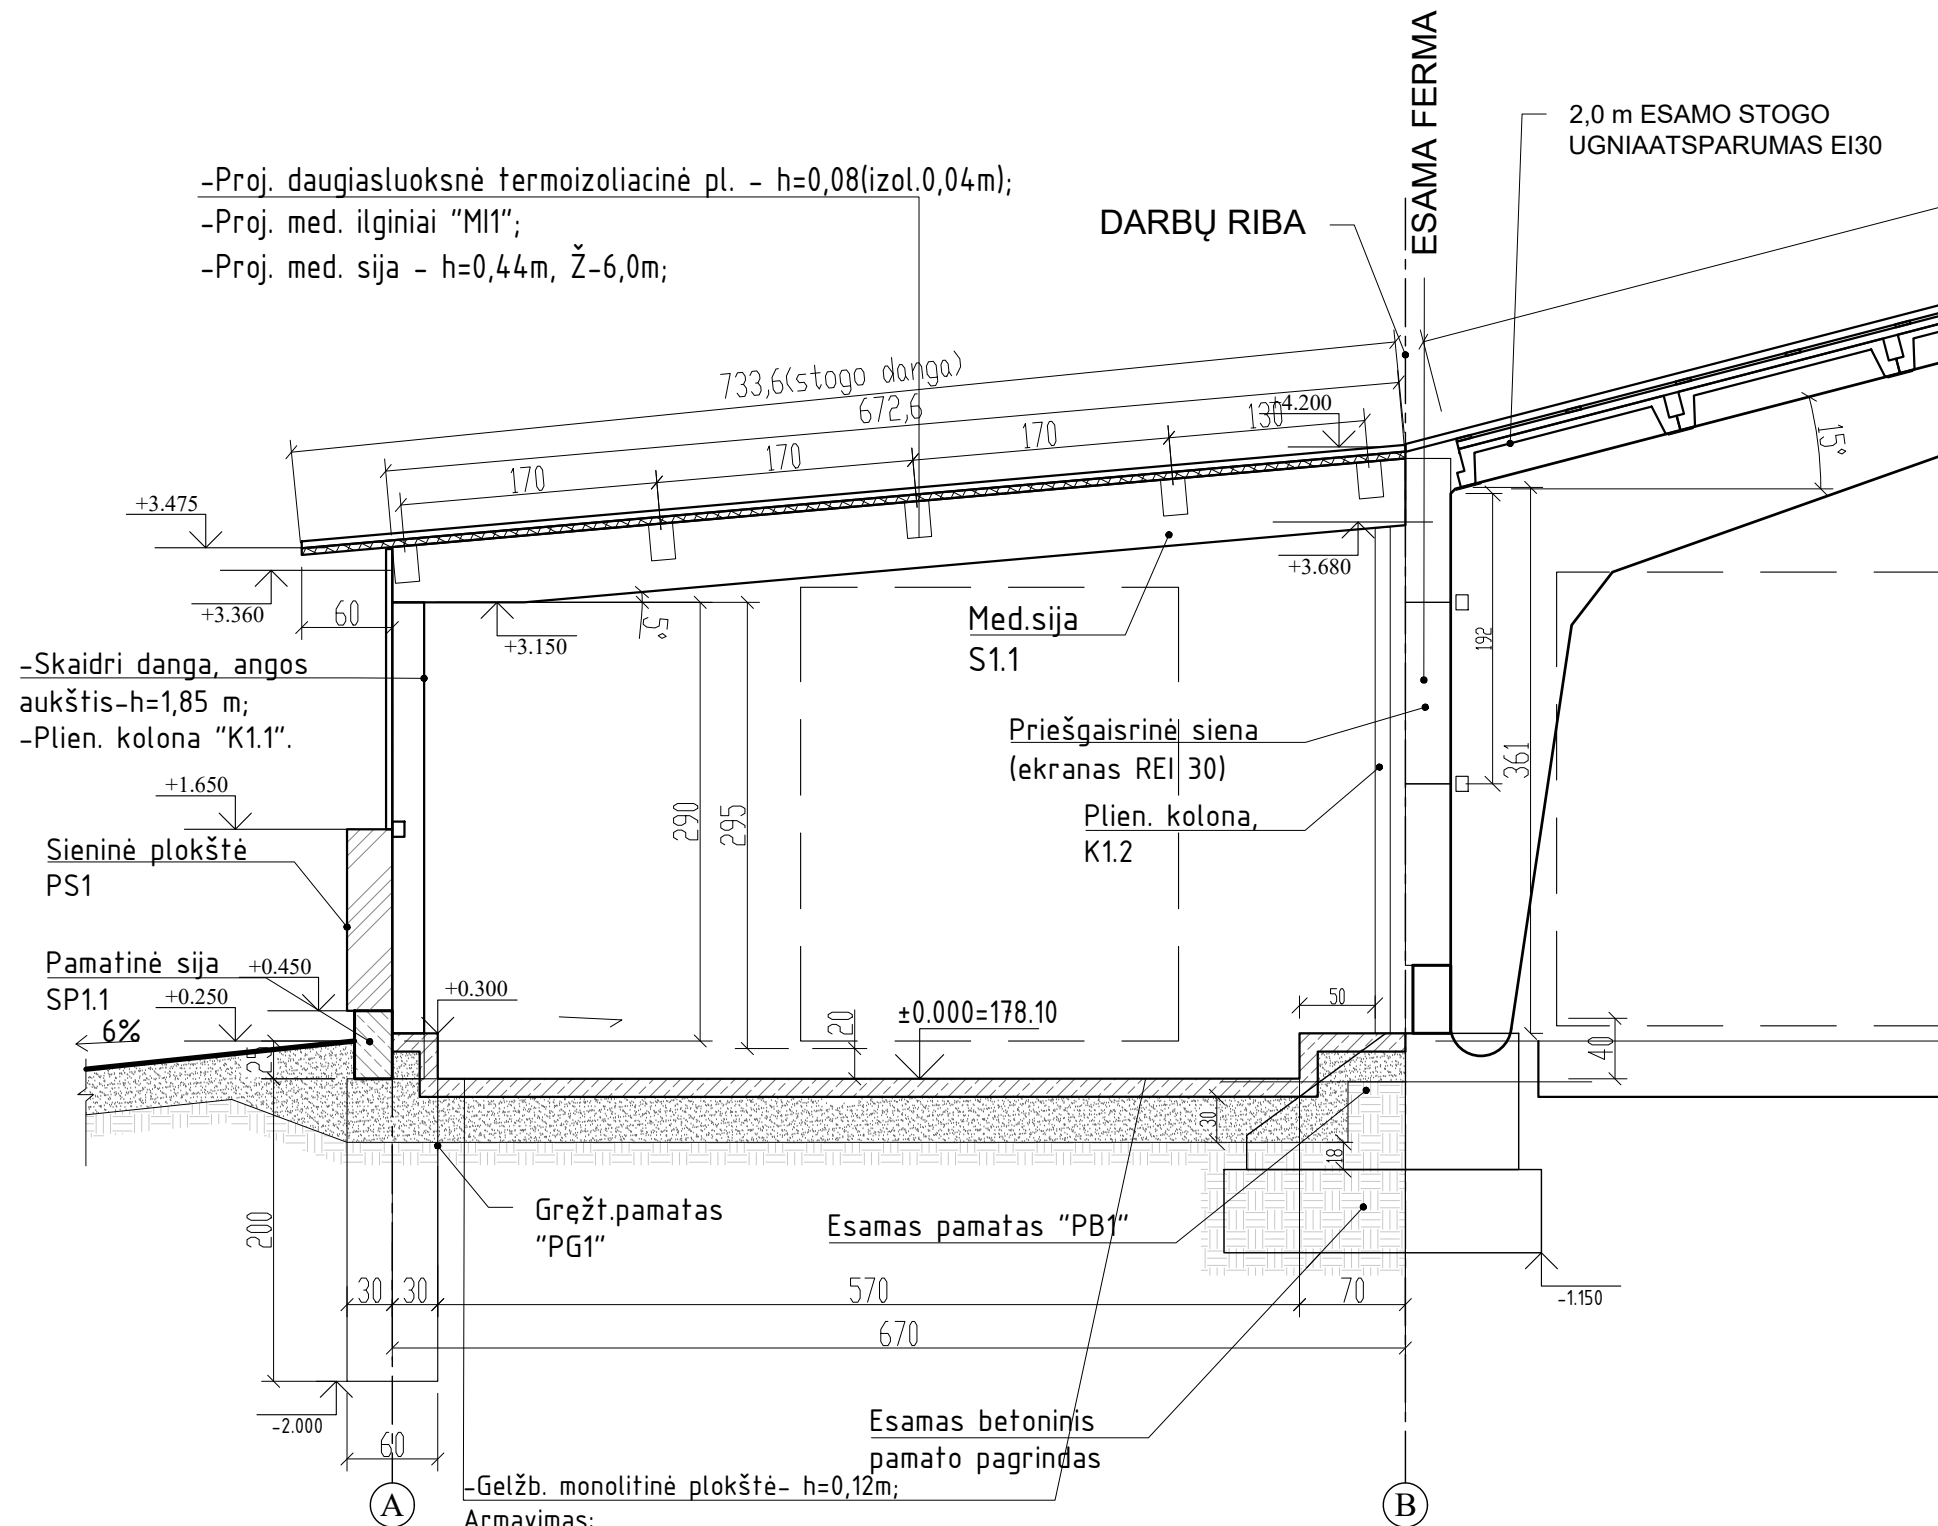 ESAMA FERMA
2,0 m ESAMO STOGO
UGNIAATSPARUMAS EI30
-Proj. daugiasluoksnė termoizoliacinė pl. - h=0,08(izol.0,04m);
-Proj. med. ilginiai "MI1";
-Proj. med. sija - h=0,44m, Ž-6,0m;
DARBŲ RIBA
733,6(stogo danga)
672,6
130
+4.200
170
170
170
15°
+3.475
+3.360
60
+3.150
5°
+3.680
192
361
Med.sija
S1.1
-Skaidri danga, angos
aukštis-h=1,85 m;
-Plien. kolona "K1.1".
Priešgaisrinė siena
(ekranas REI 30)
Plien. kolona,
K1.2
+1.650
290
295
Sieninė plokštė
PS1
Pamatinė sija
SP1.1
+0.450
+0.250
6%
+0.300
±0.000=178.10
50
20
25
40
30
18
200
Gręžt.pamatas
"PG1"
Esamas pamatas "PB1"
30
30
570
70
670
-1.150
-2.000
60
Esamas betoninis
pamato pagrindas
-Gelžb. monolitinė plokštė- h=0,12m;
Armavimas:
A
B